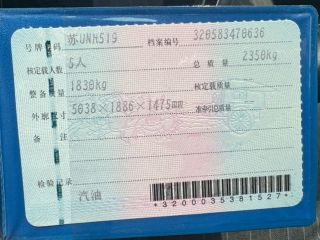 号牌号码 苏UNH519 档案编号 320583470636
核定载人数 5人 总质量 2350kg
整备质量 1830kg 核定载质量
外廓尺寸 5038×1886×1475mm 准牵引总质量
备注
检验记录
汽油
*3200035381527*